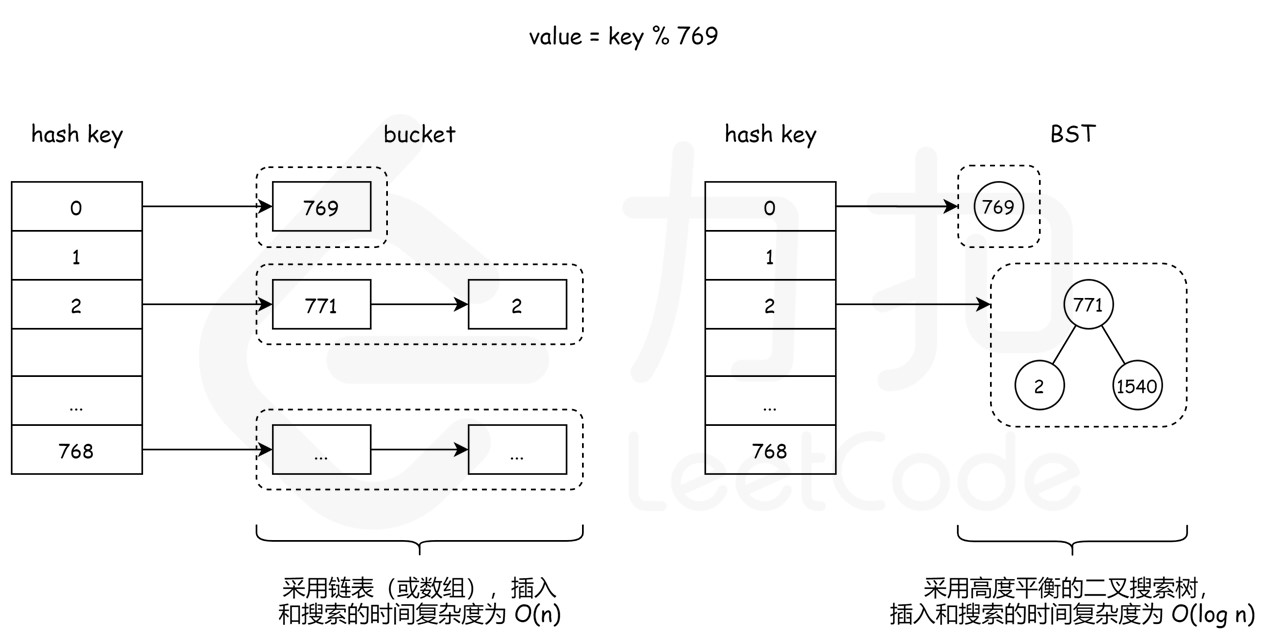 value = key % 769
hash key
bucket
0
769
1
2
771
2
...
768
...
...
采用链表（或数组），插入
和搜索的时间复杂度为 O(n)
hash key
BST
0
769
1
2
771
2
1540
...
768
采用高度平衡的二叉搜索树，
插入和搜索的时间复杂度为 O(log n)
力扣
LeetCode